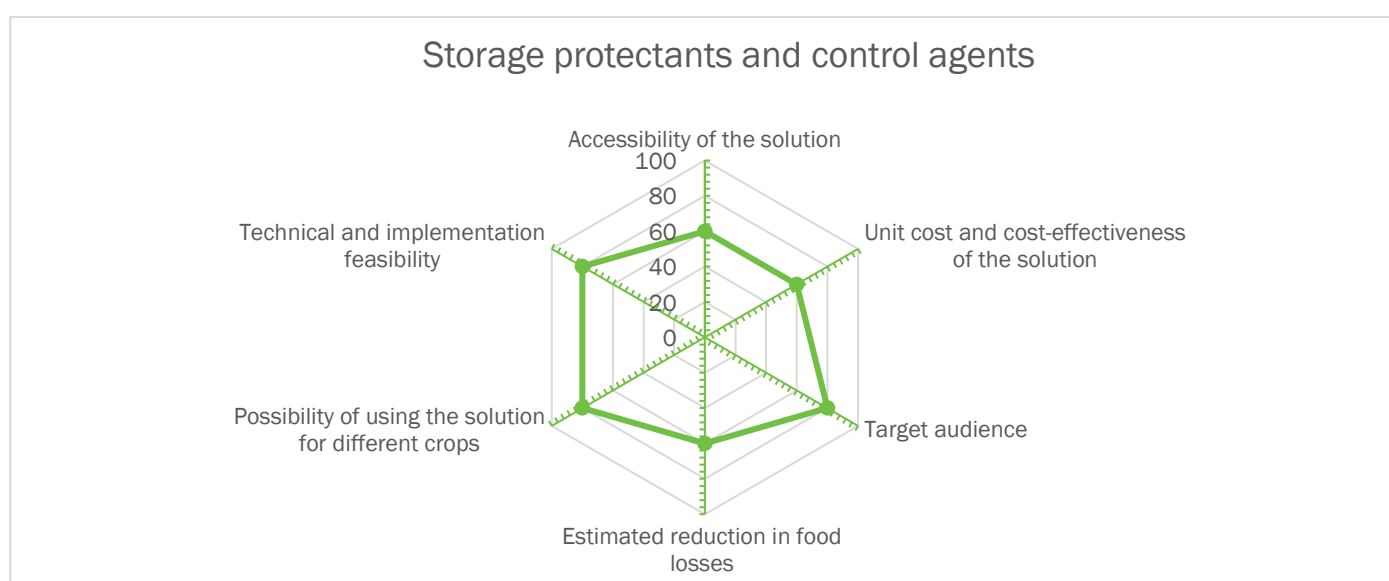 Storage protectants and control agents
Accessibility of the solution
100
80
60
40
20
0
Unit cost and cost-effectiveness
of the solution
Target audience
Estimated reduction in food
losses
Possibility of using the solution
for different crops
Technical and implementation
feasibility